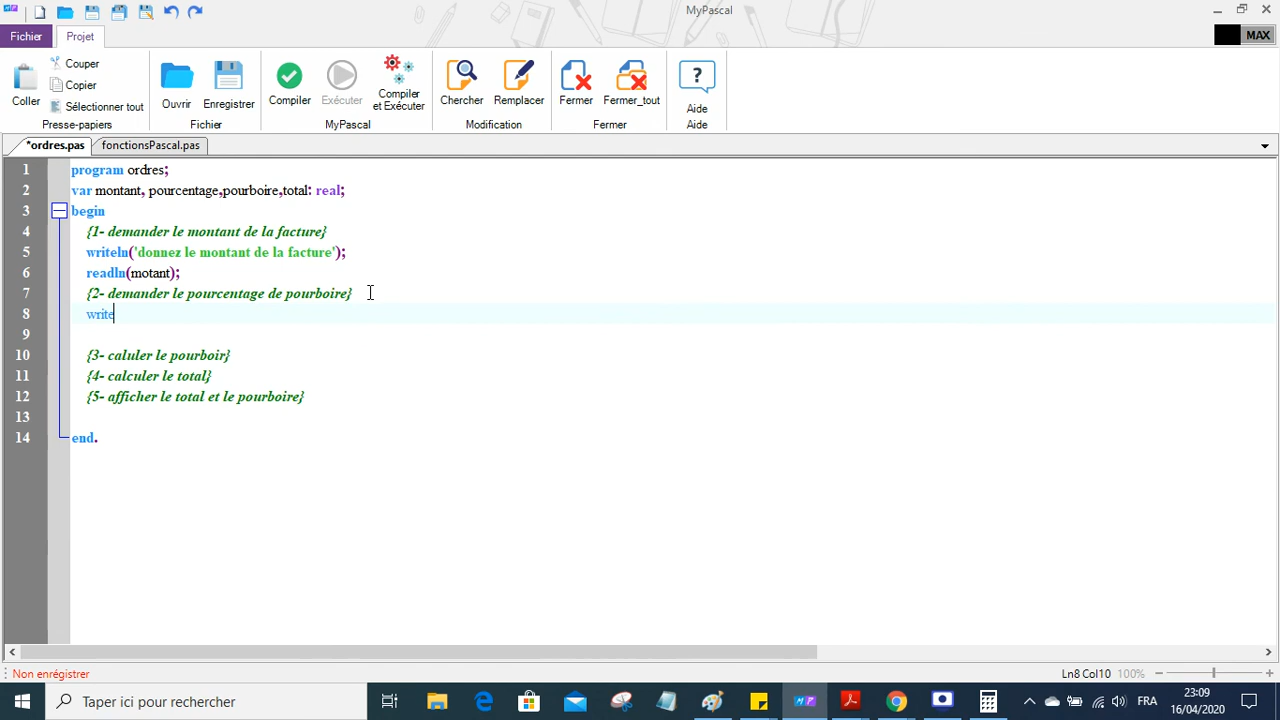 MyPascal
Fichier
Projet
MAX
Coller
Couper
Copier
Sélectionner tout
Presse-papiers
Ouvrir
Enregistrer
Fichier
Compiler
Exécuter
Compiler
et Exécuter
MyPascal
Chercher
Remplacer
Modification
Fermer
Fermer_tout
Fermer
?
Aide
Aide
*ordres.pas
fonctionsPascal.pas
1 program ordres;
2 var montant, pourcentage,pourboire,total: real;
3 begin
4 {1- demander le montant de la facture}
5 writeln('donnez le montant de la facture');
6 readln(motant);
7 {2- demander le pourcentage de pourboire}
8 write
9
10 {3- caluler le pourboir}
11 {4- calculer le total}
12 {5- afficher le total et le pourboire}
13
14 end.
Non enrégistrer
Ln8 Col10 100%
Taper ici pour rechercher
FRA
23:09
16/04/2020